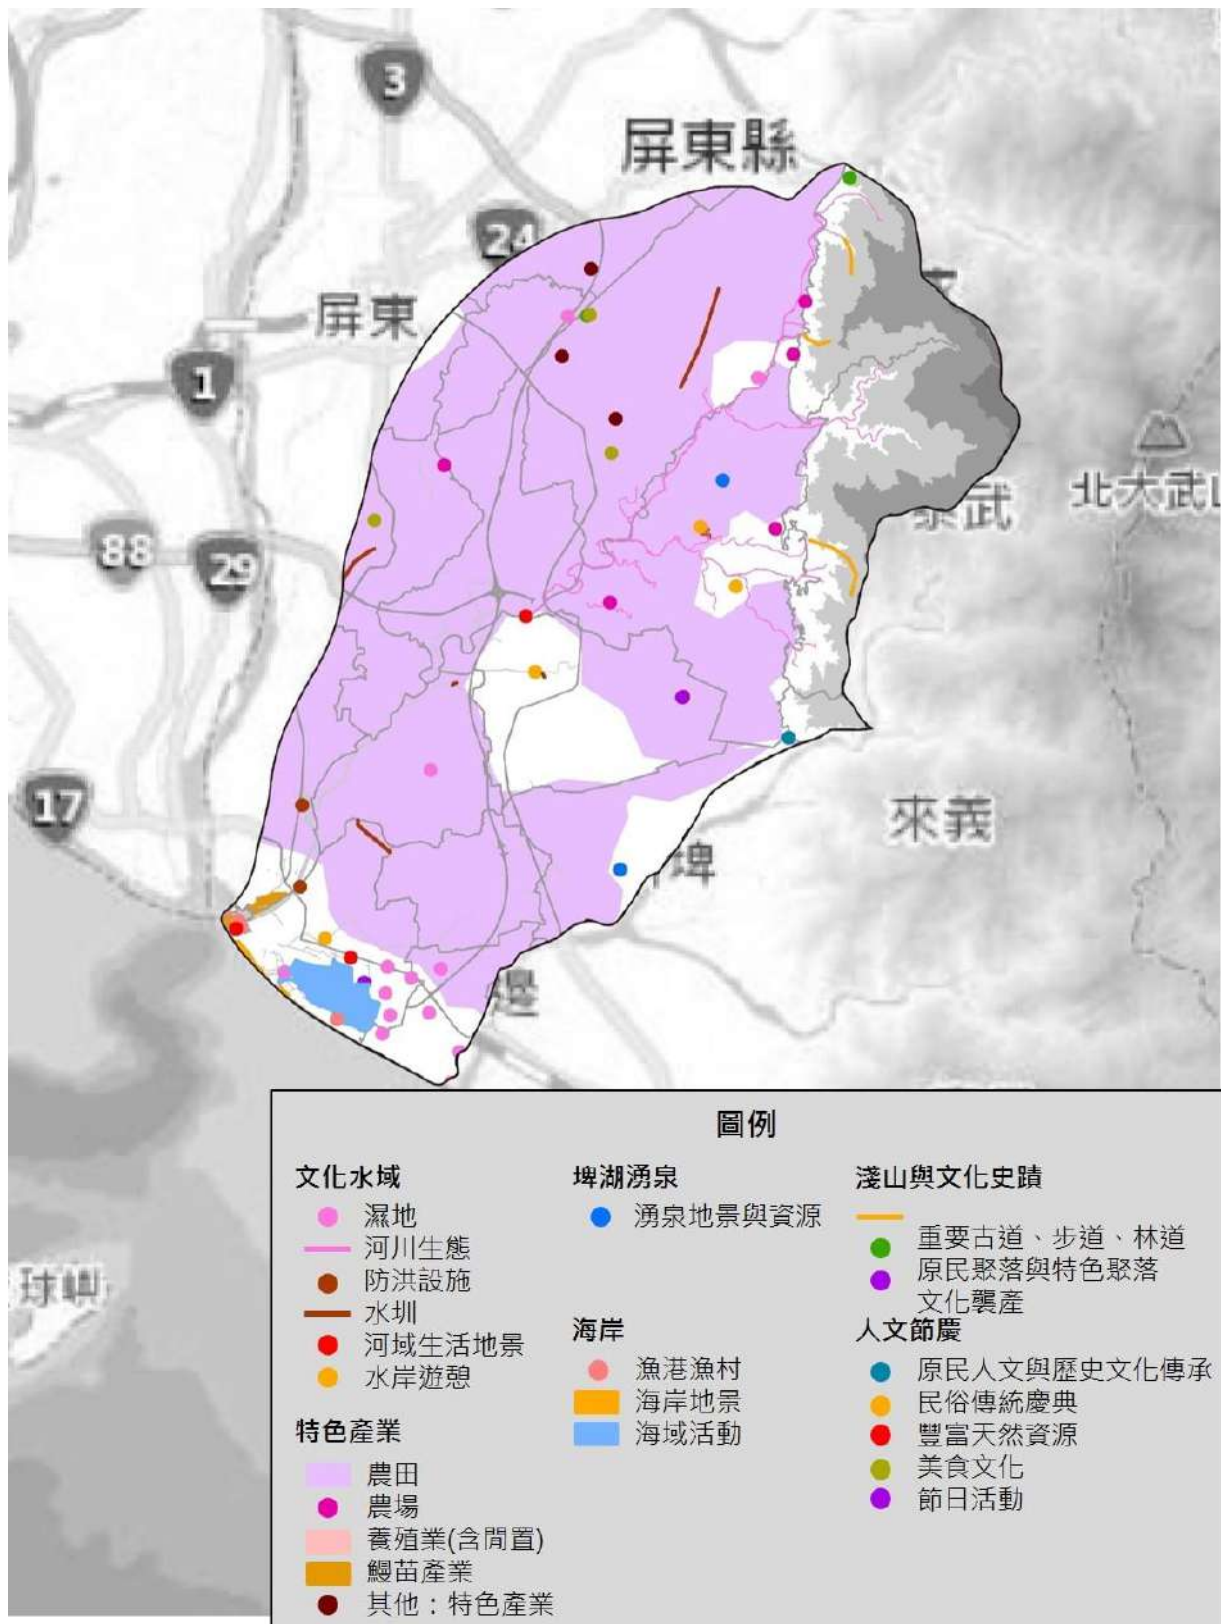 3
屏東縣
24
屏東
1
北大武山
泰武
88
29
17
來義
埤
邊
球嶼
圖例
文化水域
濕地
河川生態
防洪設施
水圳
河域生活地景
水岸遊憩
特色產業
農田
農場
養殖業(含閒置)
鰻苗產業
其他：特色產業
埤湖湧泉
湧泉地景與資源
海岸
漁港漁村
海岸地景
海域活動
淺山與文化史蹟
重要古道、步道、林道
原民聚落與特色聚落
文化襲產
人文節慶
原民人文與歷史文化傳承
民俗傳統慶典
豐富天然資源
美食文化
節日活動